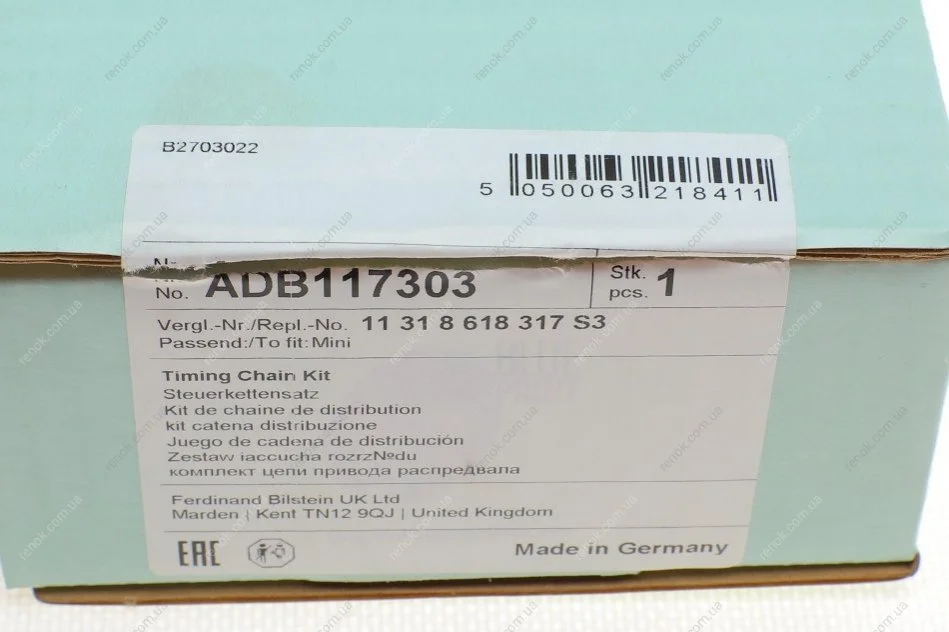 B2703022
5 050063 218411
No. ADB117303
Stk.
pcs. 1
Vergl.-Nr./Repl.-No. 11 31 8 618 317 S3
Passend:/To fit: Mini
Timing Chain Kit
Steuerkettensatz
Kit de chaine de distribution
kit catena distribuzione
Juego de cadena de distribución
Zestaw iaccucha rozrz№du
комплект цепи привода распредвала
Ferdinand Bilstein UK Ltd
Marden | Kent TN12 9QJ | United Kingdom
EAC
Made in Germany
renok.com.ua